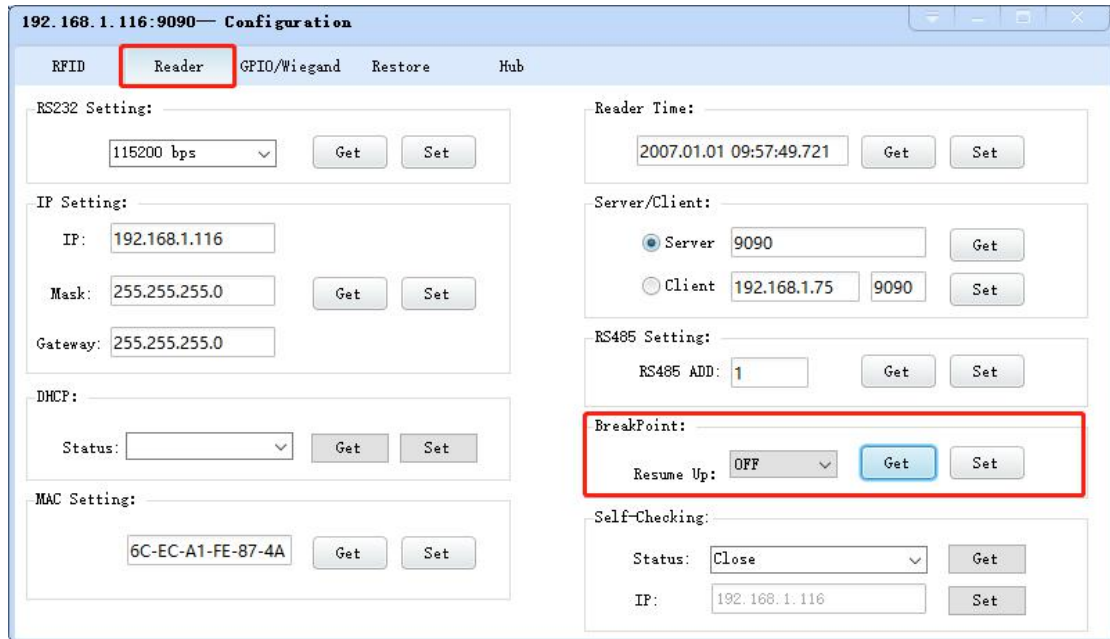 192.168.1.116:9090— Configuration
RFID Reader GPIO/Wiegand Restore Hub
RS232 Setting:
115200 bps Get Set
IP Setting:
IP: 192.168.1.116
Mask: 255.255.255.0 Get Set
Gateway: 255.255.255.0
DHCP:
Status: Get Set
MAC Setting:
6C-EC-A1-FE-87-4A Get Set
Reader Time:
2007.01.01 09:57:49.721 Get Set
Server/Client:
Server 9090 Get
Client 192.168.1.75 9090 Set
RS485 Setting:
RS485 ADD: 1 Get Set
BreakPoint:
Resume Up: OFF Get Set
Self-Checking:
Status: Close Get
IP: 192.168.1.116 Set